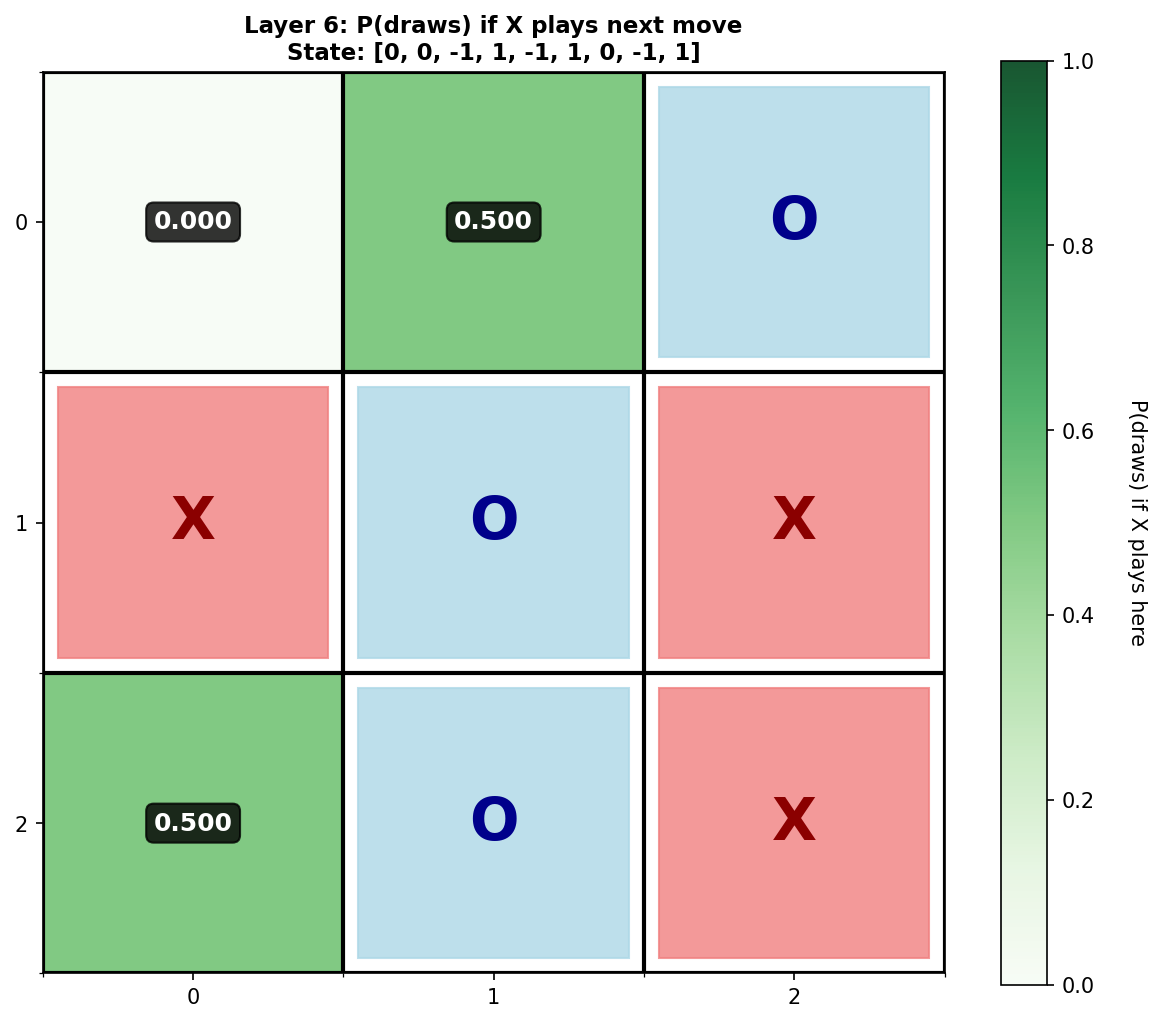 Layer 6: P(draws) if X plays next move
State: [0, 0, -1, 1, -1, 1, 0, -1, 1]
0
0.000
0.500
O
1
X
O
X
2
0.500
O
X
0
1
2
1.0
0.8
0.6
0.4
0.2
0.0
P(draws) if X plays here